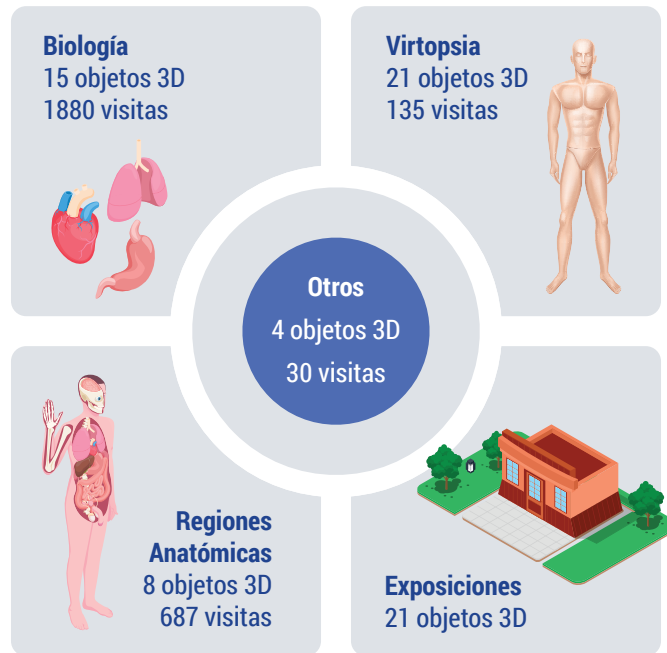 Biología
15 objetos 3D
1880 visitas
Virtopsia
21 objetos 3D
135 visitas
Otros
4 objetos 3D
30 visitas
Regiones
Anatómicas
8 objetos 3D
687 visitas
Exposiciones
21 objetos 3D